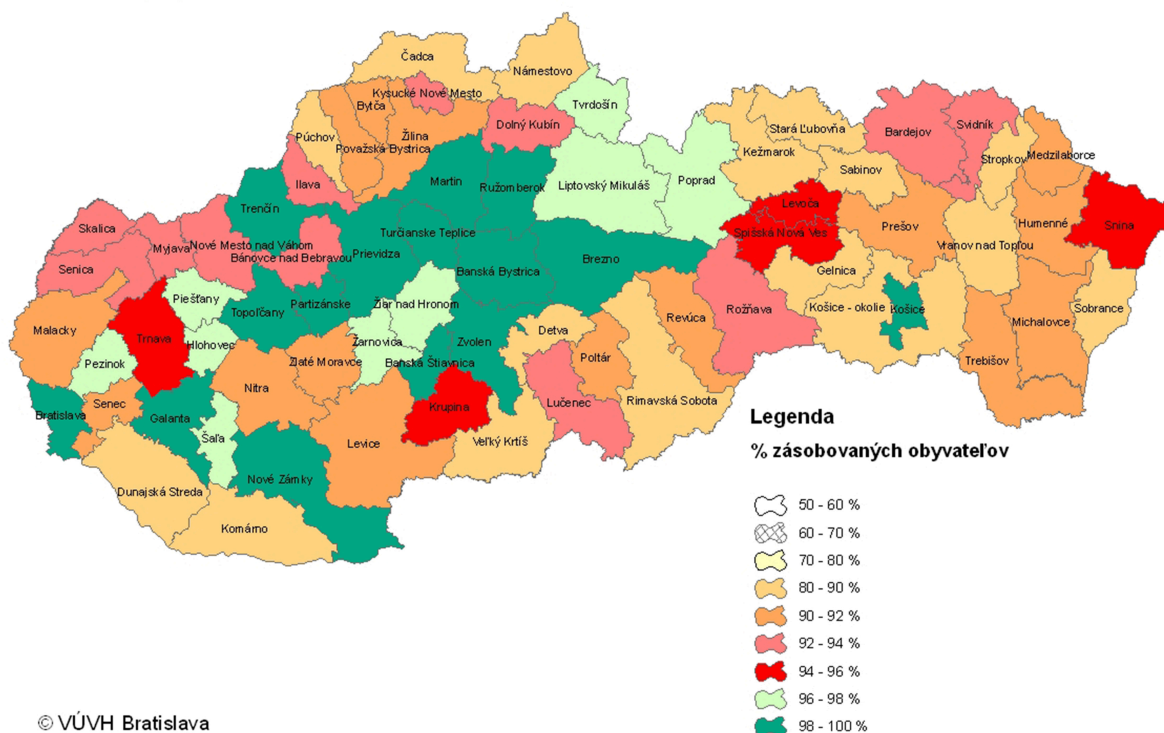 Čadca
Námestovo
Kysucké Nové Mesto
Bytča
Tvrdošín
Púchov
Žilina
Dolný Kubín
Považská Bystrica
Stará Ľubovňa
Bardejov
Svidník
Kežmarok
Stropkov
Medzilaborce
Sabinov
Ilava
Martin
Ružomberok
Liptovský Mikuláš
Poprad
Trenčín
Levoča
Turčianske Teplice
Prešov
Humenné
Snina
Skalica
Myjava
Nové Mesto nad Váhom
Spišská Nová Ves
Vranov nad Topľou
Bánovce nad Bebravou
Prievidza
Banská Bystrica
Brezno
Senica
Gelnica
Piešťany
Partizánske
Žiar nad Hronom
Topoľčany
Rožňava
Košice - okolie
Košice
Sobrance
Malacky
Trnava
Revúca
Michalovce
Hlohovec
Žarnovica
Zvolen
Detva
Pezinok
Zlaté Moravce
Banská Štiavnica
Poltár
Trebišov
Nitra
Bratislava
Senec
Galanta
Krupina
Lučenec
Rimavská Sobota
Šaľa
Levice
Veľký Krtíš
Nové Zámky
Dunajská Streda
Komárno
Legenda
% zásobovaných obyvateľov
50 - 60 %
60 - 70 %
70 - 80 %
80 - 90 %
90 - 92 %
92 - 94 %
94 - 96 %
96 - 98 %
98 - 100 %
© VÚVH Bratislava